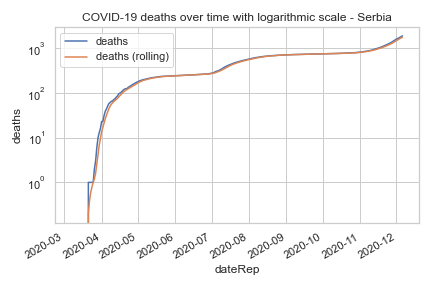 COVID-19 deaths over time with logarithmic scale - Serbia
deaths
deaths (rolling)
10³
10²
10¹
10⁰
deaths
2020-03
2020-04
2020-05
2020-06
2020-07
2020-08
2020-09
2020-10
2020-11
2020-12
dateRep